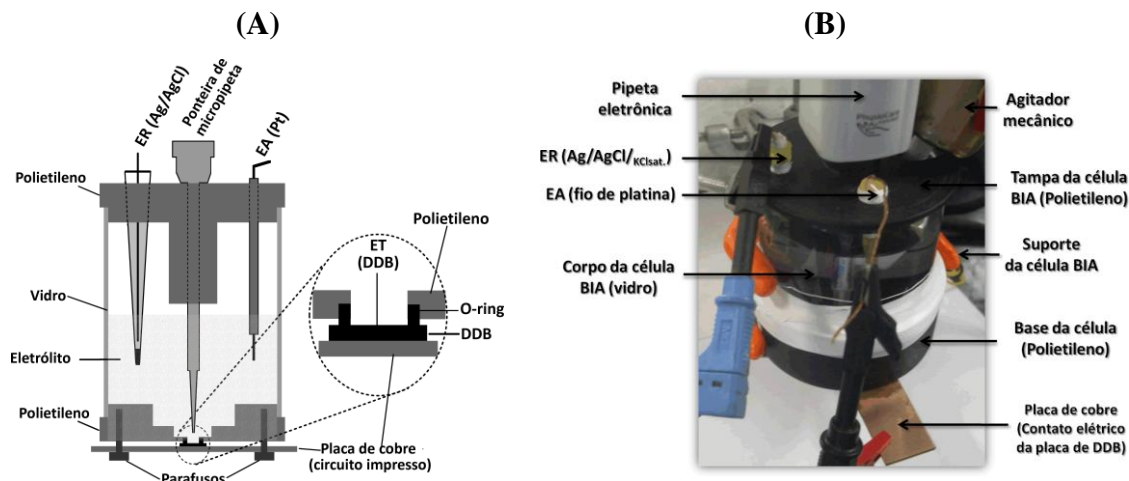 (A)
ER (Ag/AgCl)
Ponteira de
micropipeta
EA (Pt)
Polietileno
Vidro
Eletrólito
Polietileno
Parafusos
Placa de cobre
(circuito impresso)
ET
(DDB)
Polietileno
O-ring
DDB
(B)
Pipeta
eletrônica
ER (Ag/AgCl/KClsat.)
EA (fio de platina)
Corpo da célula
BIA (vidro)
Agitador
mecânico
Tampa da célula
BIA (Polietileno)
Suporte
da célula BIA
Base da célula
(Polietileno)
Placa de cobre
(Contato elétrico
da placa de DDB)